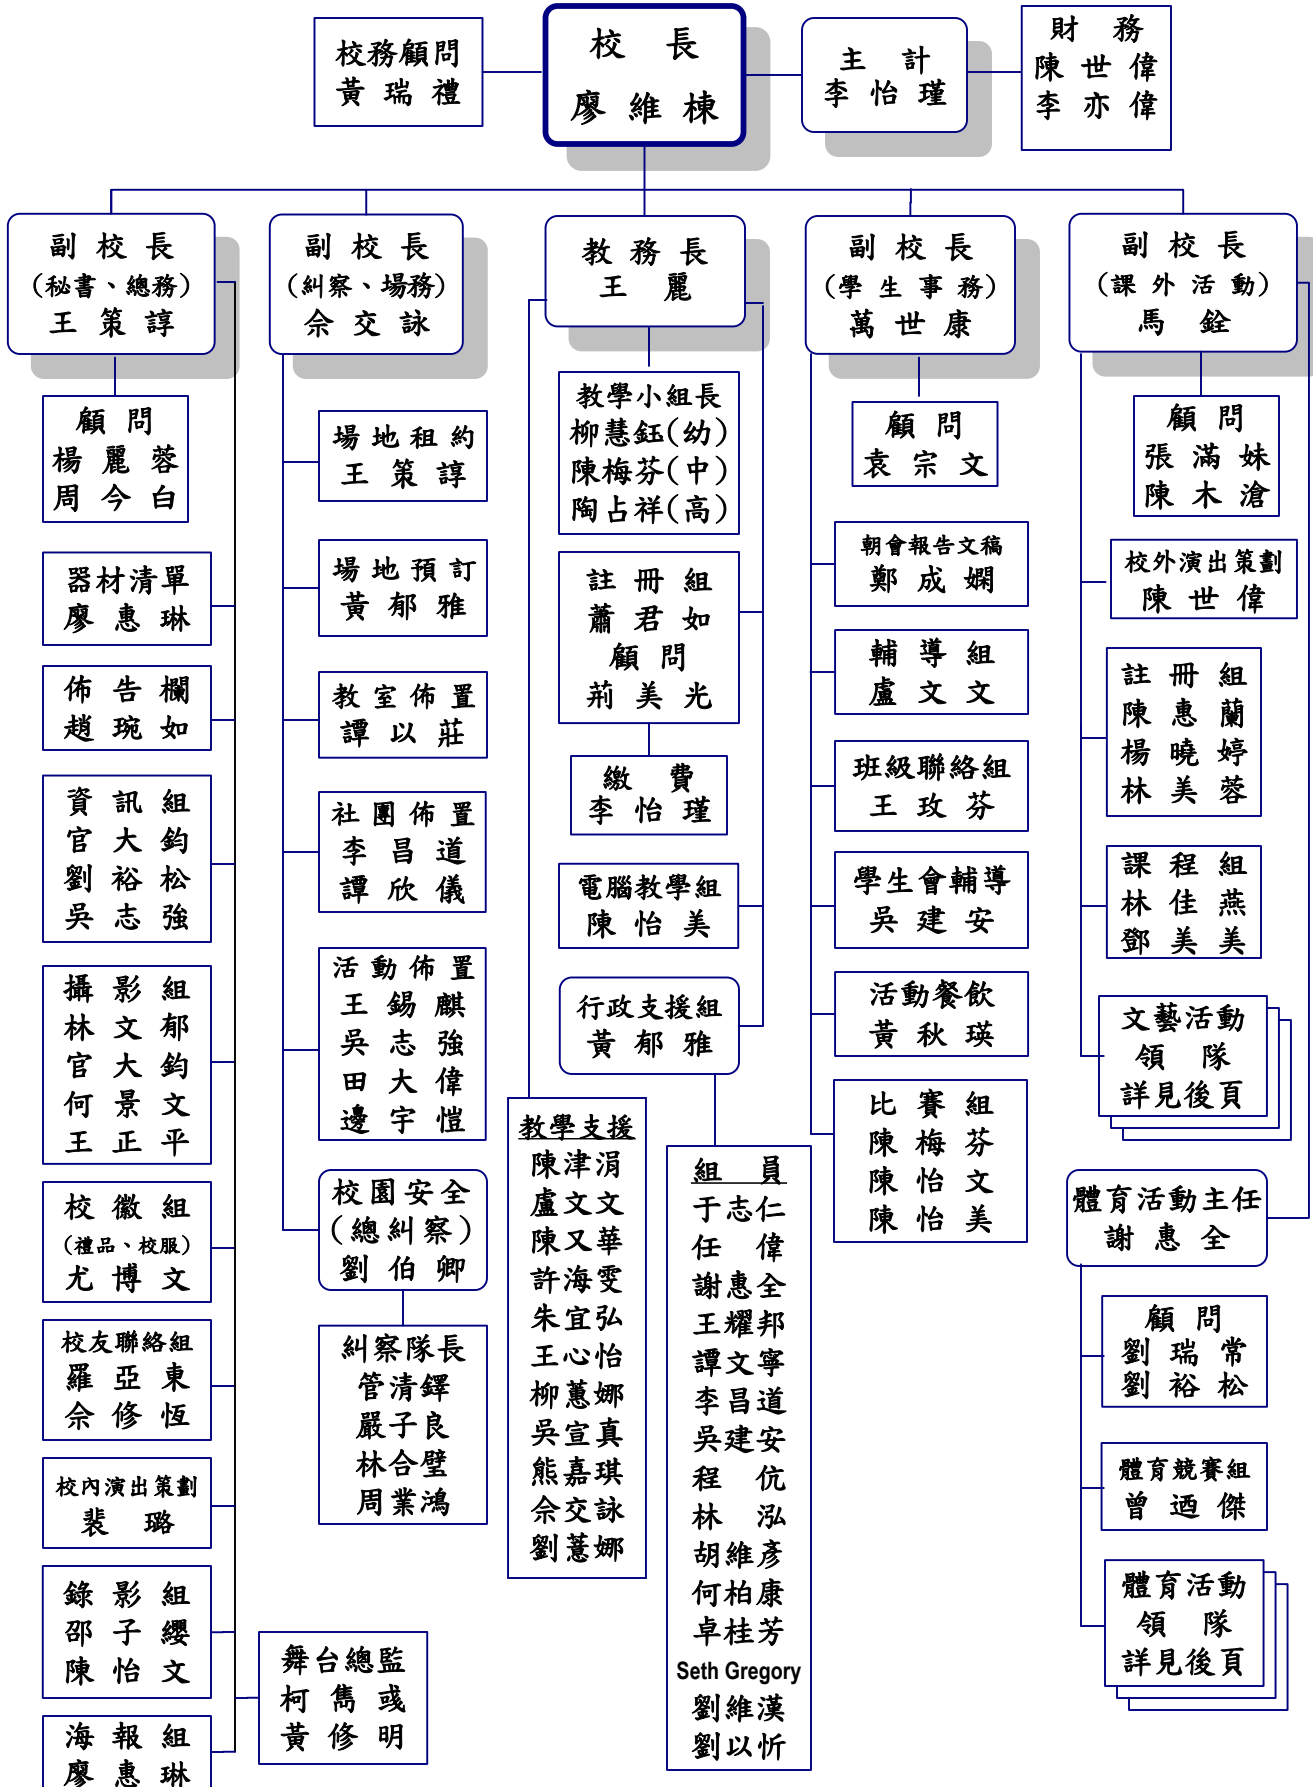 校務顧問
黃瑞禮
校長
廖維棟
主計
李怡瑾
財務
陳世偉
李亦偉
副校長
(秘書、總務)
王策諄
顧問
楊麗蓉
周今白
器材清單
廖惠琳
佈告欄
趙琬如
資訊組
官大鈞
劉裕松
吳志強
攝影組
林文郁
官大鈞
何景文
王正平
校徽組
(禮品、校服)
尤博文
校友聯絡組
羅亞東
佘修恆
校內演出策劃
裴璐
錄影組
邵子纓
陳怡文
海報組
廖惠琳
舞台總監
柯雋彧
黃修明
副校長
(糾察、場務)
佘交詠
場地租約
王策諄
場地預訂
黃郁雅
教室佈置
譚以莊
社團佈置
李昌道
譚欣儀
活動佈置
王錫麒
吳志強
田大偉
邊宇愷
校園安全
(總糾察)
劉伯卿
糾察隊長
管清鐸
嚴子良
林合璧
周業鴻
教務長
王麗
教學小組長
柳慧鈺(幼)
陳梅芬(中)
陶占祥(高)
註冊組
蕭君如
顧問
荊美光
繳費
李怡瑾
電腦教學組
陳怡美
行政支援組
黃郁雅
教學支援
陳津涓
盧文文
陳又華
許海雯
朱宜弘
王心怡
柳蕙娜
吳宣真
熊嘉琪
佘交詠
劉薏娜
組員
于志仁
任偉
謝惠全
王耀邦
譚文寧
李昌道
吳建安
程伉
林泓
胡維彥
何柏康
卓桂芳
Seth Gregory
劉維漢
劉以忻
副校長
(學生事務)
萬世康
顧問
袁宗文
朝會報告文稿
鄭成嫻
輔導組
盧文文
班級聯絡組
王玫芬
學生會輔導
吳建安
活動餐飲
黃秋瑛
比賽組
陳梅芬
陳怡文
陳怡美
副校長
(課外活動)
馬銓
顧問
張滿妹
陳木滄
校外演出策劃
陳世偉
註冊組
陳惠蘭
楊曉婷
林美蓉
課程組
林佳燕
鄧美美
文藝活動
領隊
詳見後頁
體育活動主任
謝惠全
顧問
劉瑞常
劉裕松
體育競賽組
曾迺傑
體育活動
領隊
詳見後頁